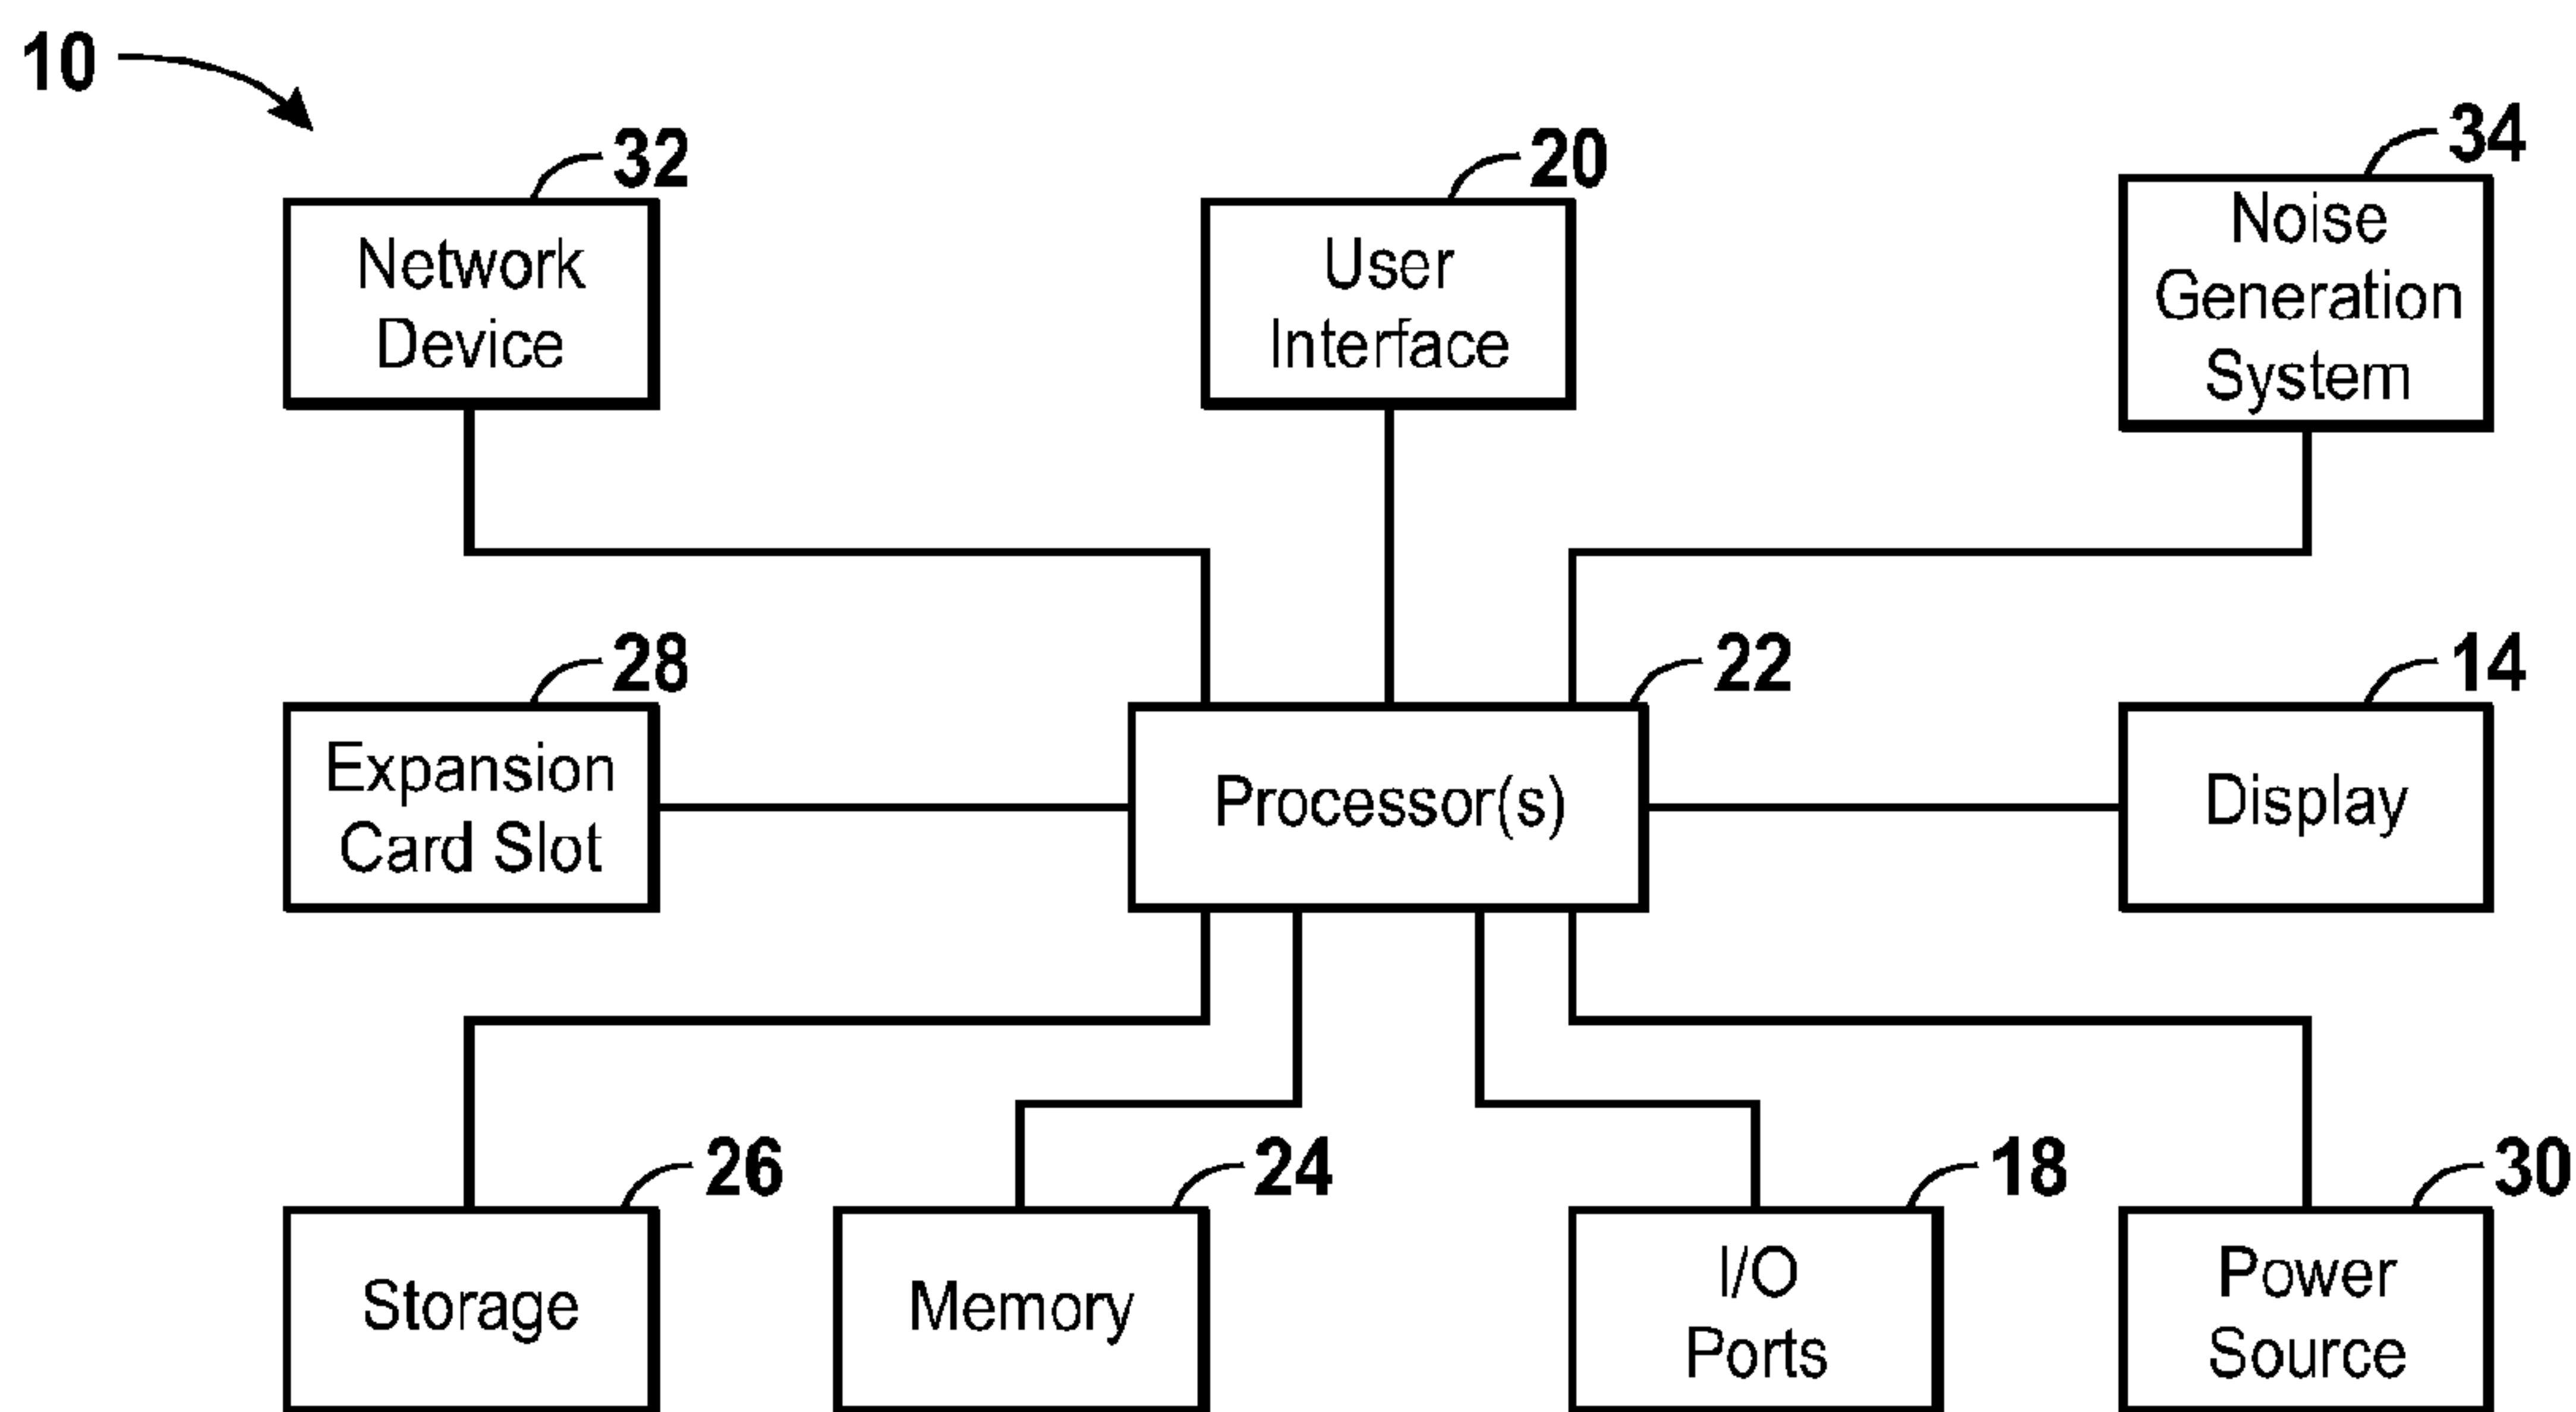 10
32
Network
Device
20
User
Interface
34
Noise
Generation
System
28
Expansion
Card Slot
22
Processor(s)
14
Display
26
Storage
24
Memory
18
I/O
Ports
30
Power
Source